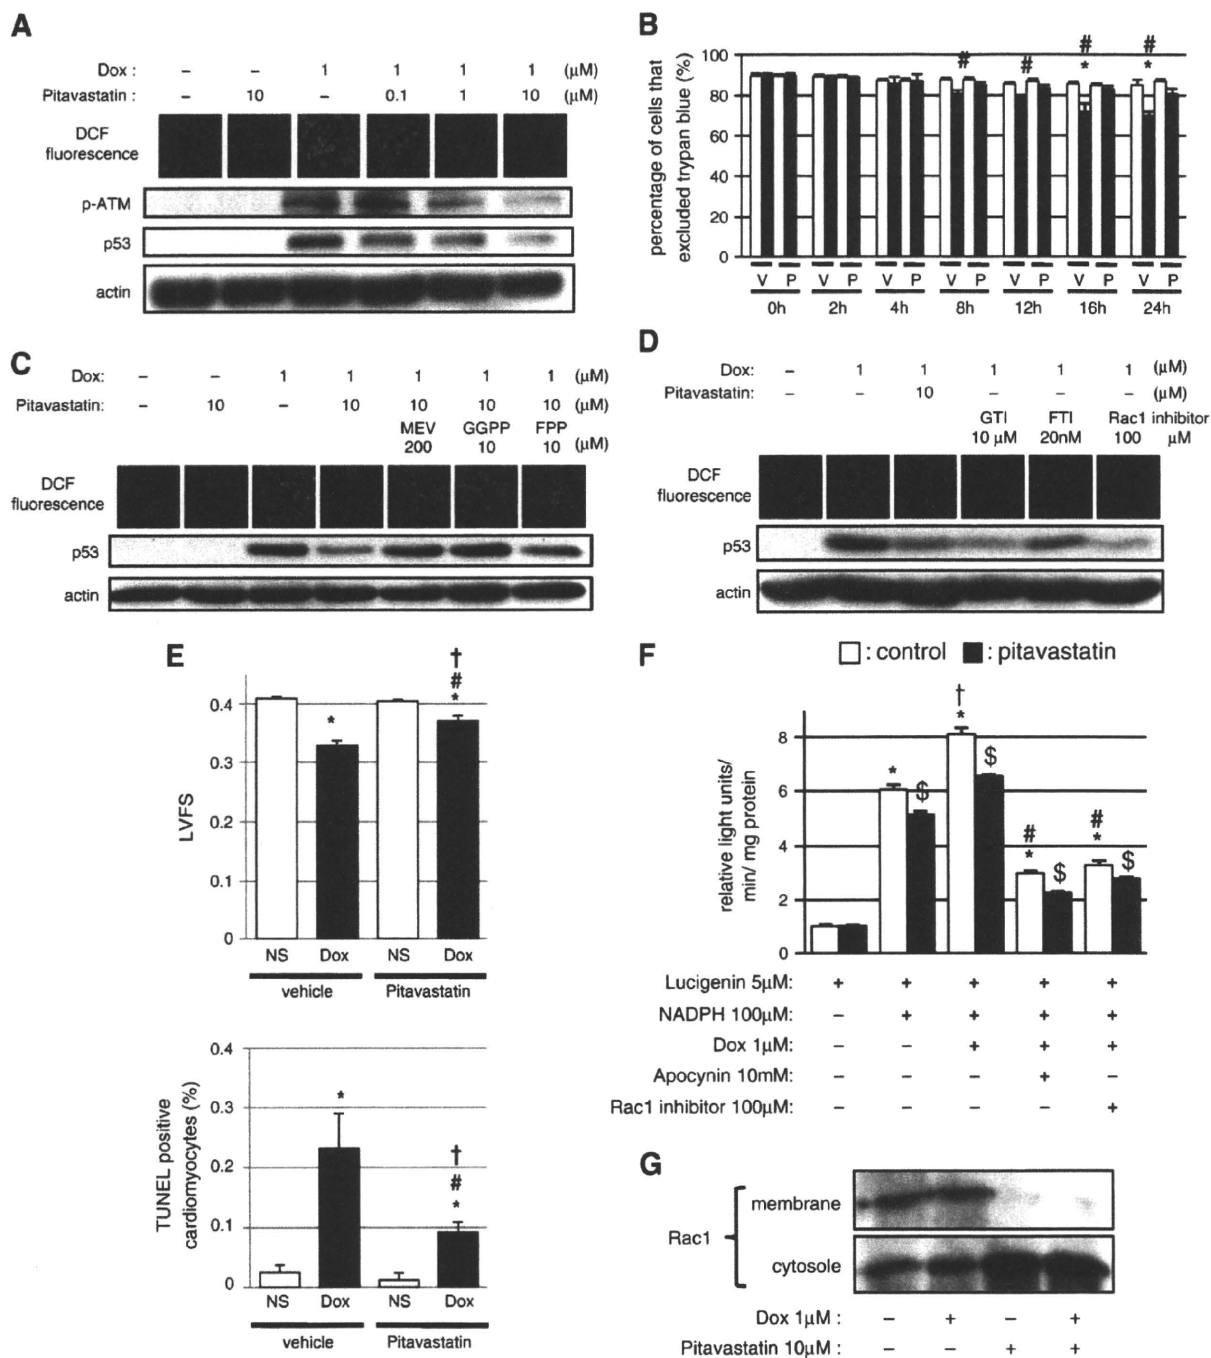 A
Dox : – – 1 1 1 1 (μM)
Pitavastatin : – 10 – 0.1 1 10 (μM)
DCF
fluorescence
p-ATM
p53
actin
B
percentage of cells that
excluded trypan blue (%)
100
80
60
40
20
0
# # # #
* *
V P V P V P V P V P V P V P
0h 2h 4h 8h 12h 16h 24h
C
Dox: – – 1 1 1 1 1 (μM)
Pitavastatin: – 10 – 10 10 10 10 (μM)
MEV GGPP FPP
200 10 10 (μM)
DCF
fluorescence
p53
actin
D
Dox: – 1 1 1 1 1 (μM)
Pitavastatin: – – 10 – – – (μM)
GTI FTI Rac1 inhibitor
10 μM 20nM 100 μM
DCF
fluorescence
p53
actin
E
LVFS
0.4
0.3
0.2
0.1
0
*
†
#
*
NS Dox NS Dox
vehicle Pitavastatin
TUNEL positive
cardiomyocytes (%)
0.4
0.3
0.2
0.1
0
*
†
#
*
NS Dox NS Dox
vehicle Pitavastatin
F
: control : pitavastatin
relative light units/
min/ mg protein
8
6
4
2
0
* $
†
* $
#
* $
#
* $
Lucigenin 5μM: + + + + +
NADPH 100μM: – + + + +
Dox 1μM: – – + + +
Apocynin 10mM: – – – + –
Rac1 inhibitor 100μM: – – – – +
G
Rac1
membrane
cytosole
Dox 1μM : – + – +
Pitavastatin 10μM : – – + +